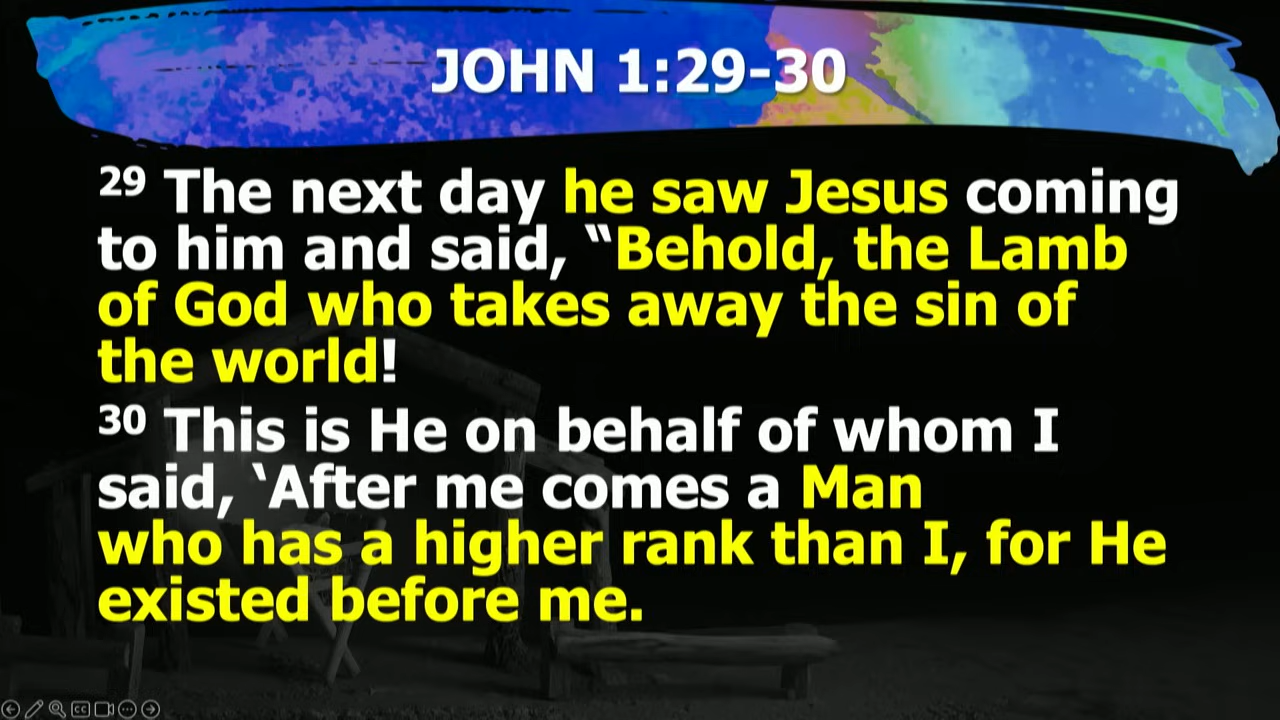 JOHN 1:29-30
29 The next day he saw Jesus coming
to him and said, “Behold, the Lamb
of God who takes away the sin of
the world!
30 This is He on behalf of whom I
said, ‘After me comes a Man
who has a higher rank than I, for He
existed before me.
CC